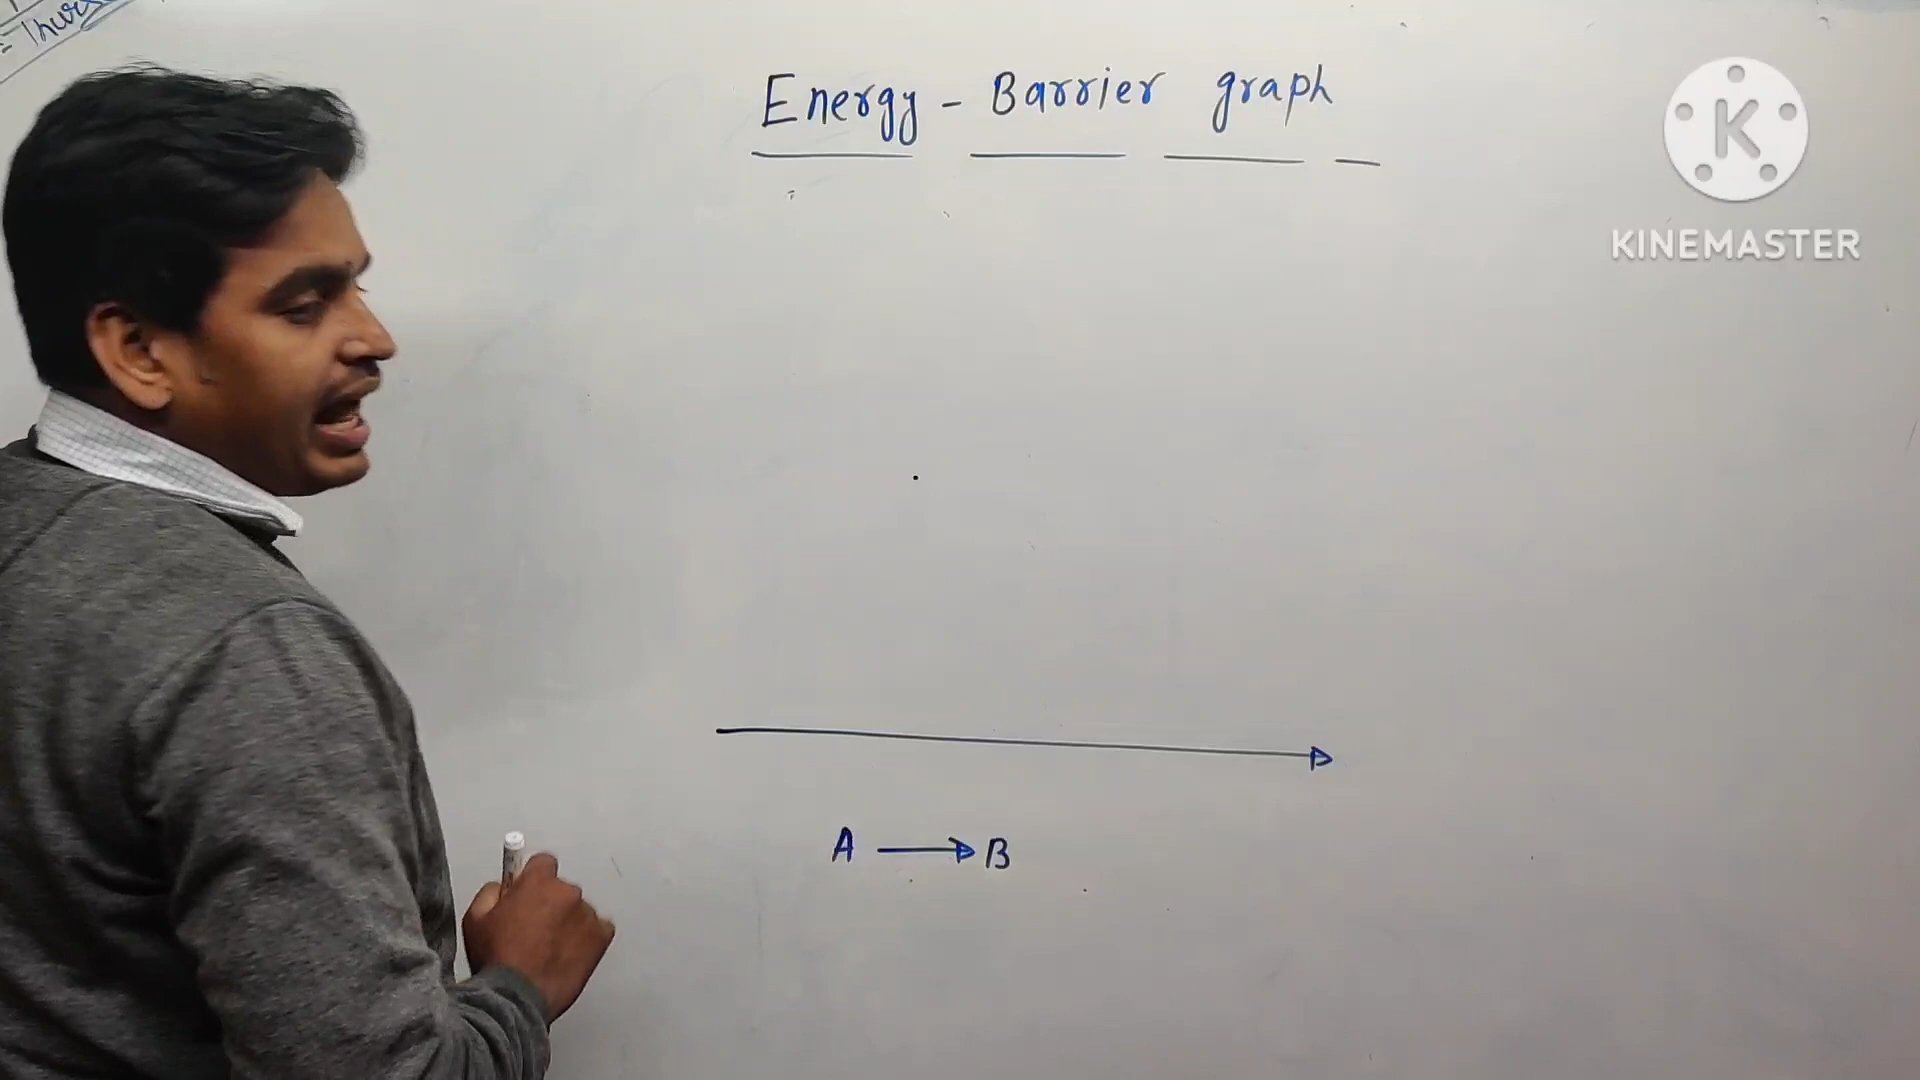 Energy - Barrier graph
K
KINEMASTER
A → B